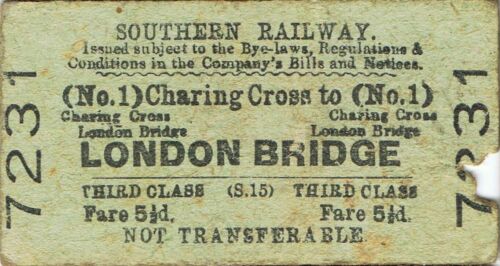 SOUTHERN RAILWAY.
Issued subject to the Bye-laws, Regulations &
Conditions in the Company's Bills and Notices.
(No.1) Charing Cross to (No.1)
Charing Cross Charing Cross
London Bridge London Bridge
LONDON BRIDGE
THIRD CLASS (S.15) THIRD CLASS
Fare 5½d. Fare 5½d.
NOT TRANSFERABLE
7231
7231